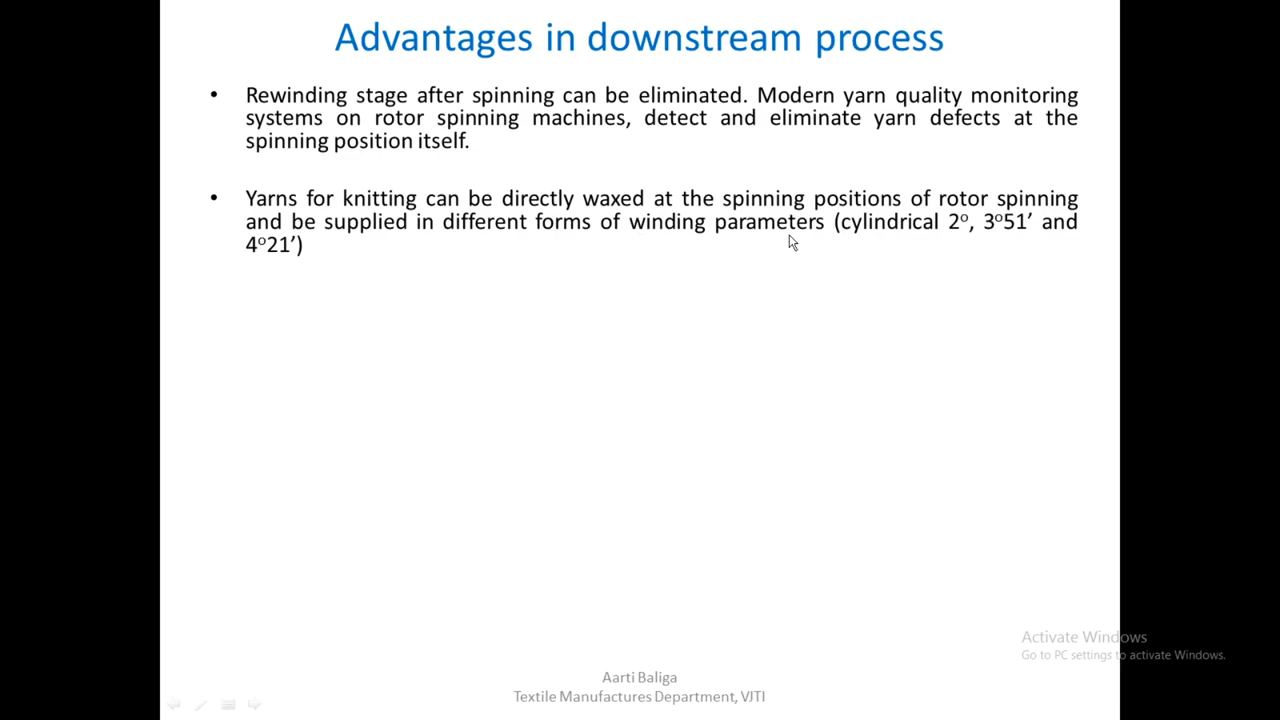 Advantages in downstream process
• Rewinding stage after spinning can be eliminated. Modern yarn quality monitoring
systems on rotor spinning machines, detect and eliminate yarn defects at the
spinning position itself.
• Yarns for knitting can be directly waxed at the spinning positions of rotor spinning
and be supplied in different forms of winding parameters (cylindrical 2°, 3°51’ and
4°21’)
Activate Windows
Go to PC settings to activate Windows.
Aarti Baliga
Textile Manufactures Department, VJTI